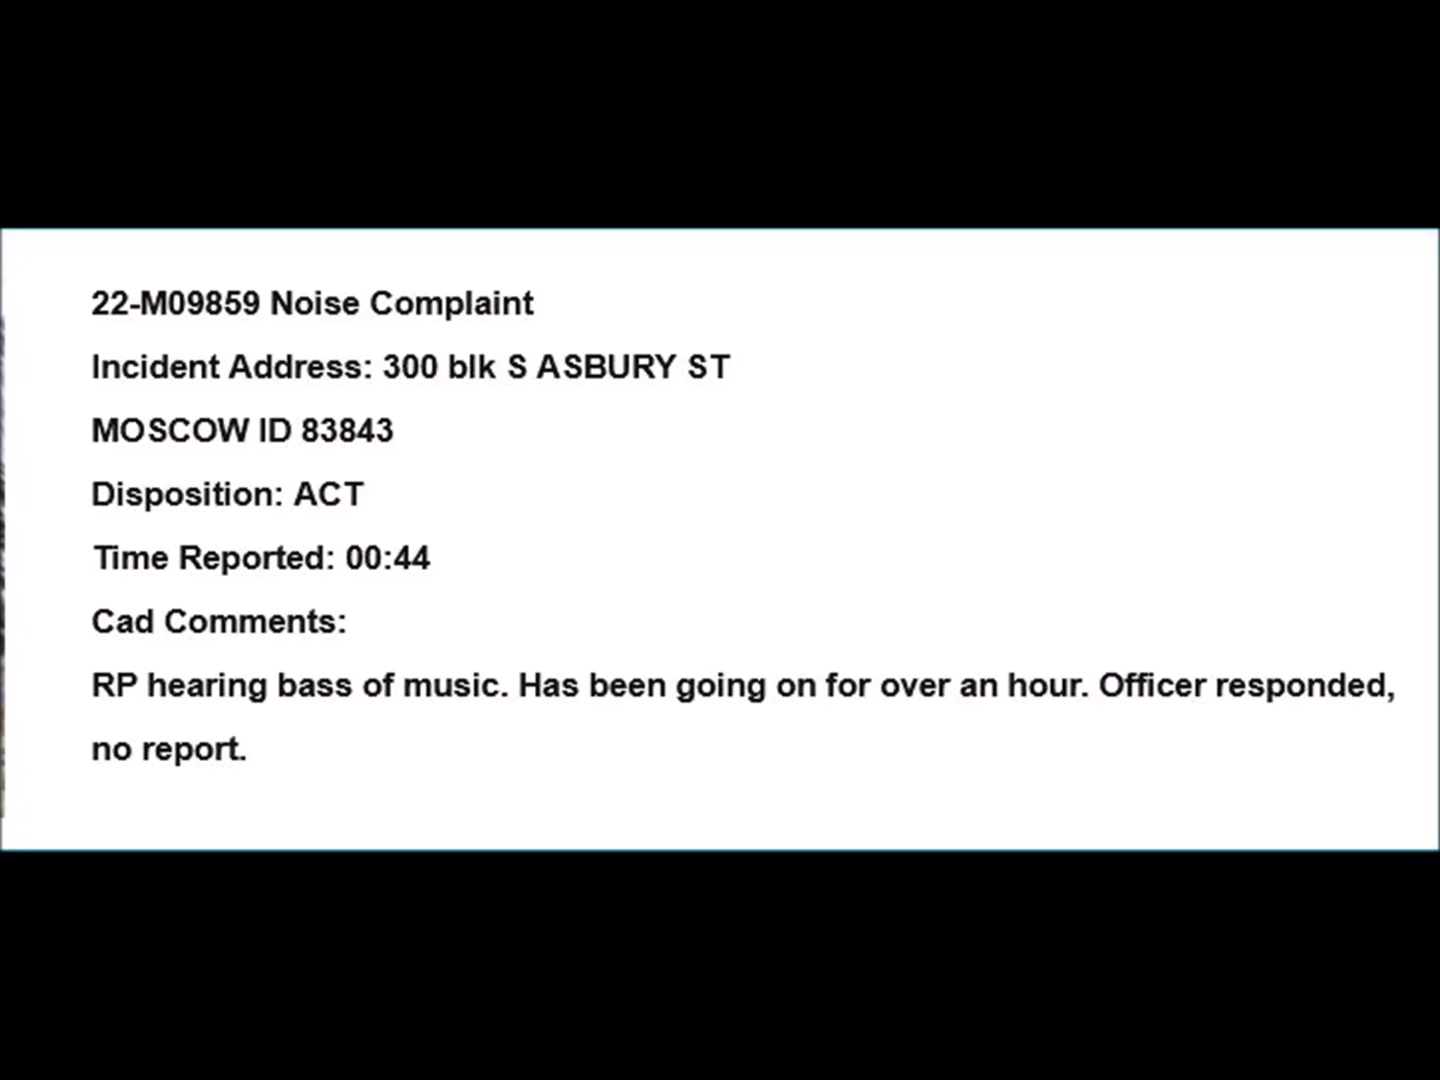 22-M09859 Noise Complaint
Incident Address: 300 blk S ASBURY ST
MOSCOW ID 83843
Disposition: ACT
Time Reported: 00:44
Cad Comments:
RP hearing bass of music. Has been going on for over an hour. Officer responded,
no report.